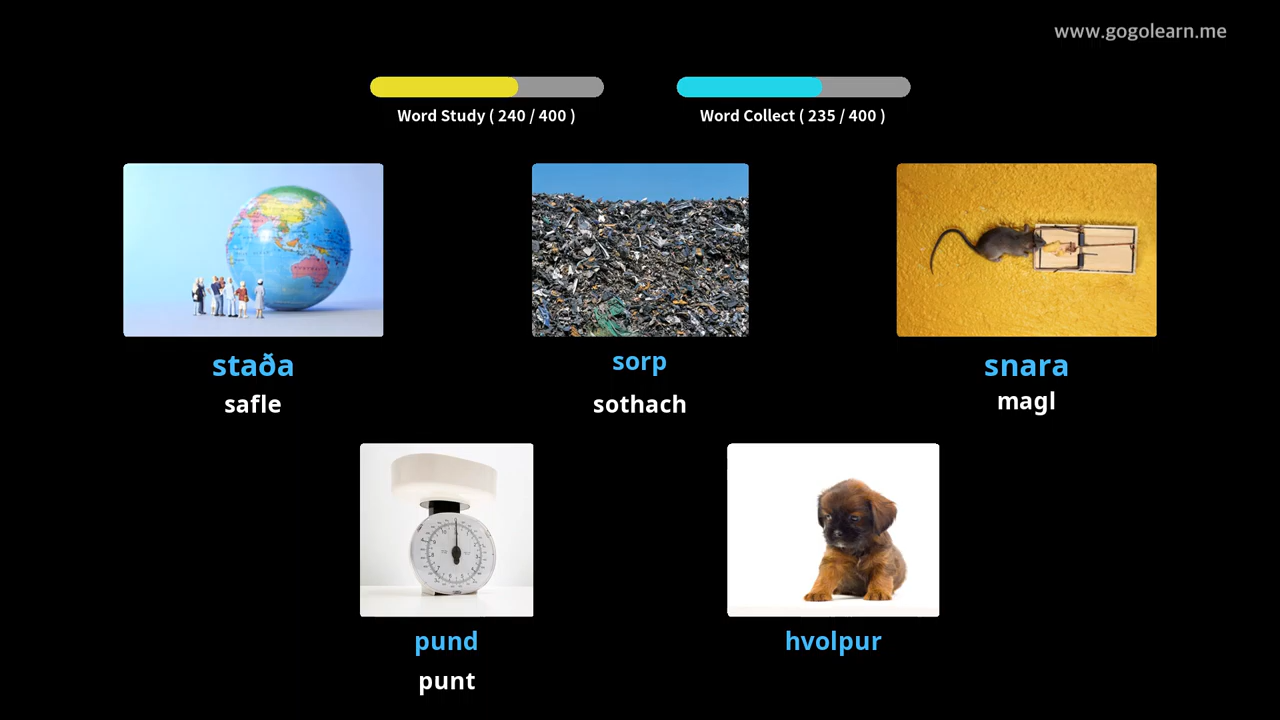 www.gogolearn.me
Word Study ( 240 / 400 )
Word Collect ( 235 / 400 )
staða
safle
sorp
sothach
snara
magl
pund
punt
hvolpur